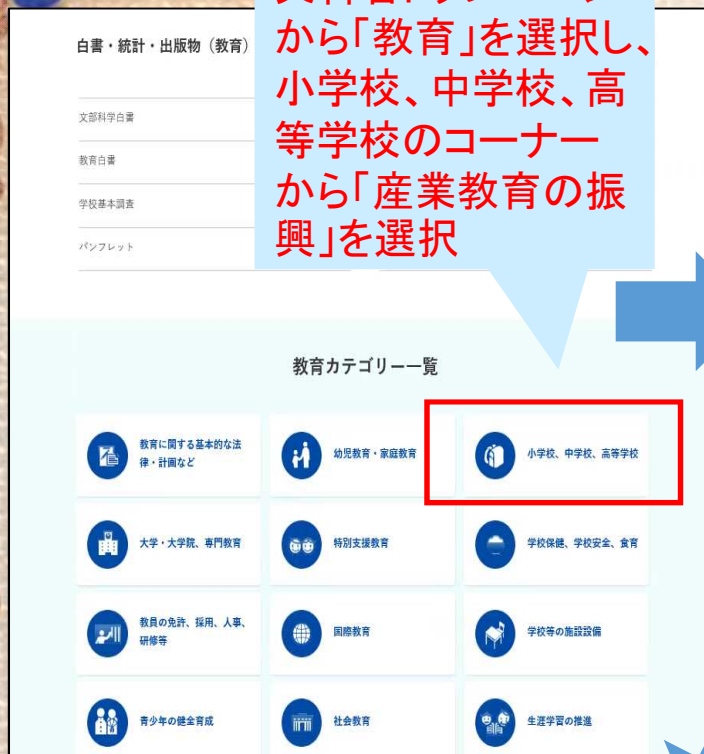 から「教育」を選択し、
小学校、中学校、高
等学校のコーナー
から「産業教育の振
興」を選択
白書・統計・出版物（教育）
文部科学白書
教育白書
学校基本調査
パンフレット
教育カテゴリー一覧
教育に関する基本的な法
律・計画など
幼児教育・家庭教育
小学校、中学校、高等学校
大学・大学院、専門教育
特別支援教育
学校保健、学校安全、食育
教員の免許、採用、人事、
研修等
国際教育
学校等の施設設備
青少年の健全育成
社会教育
生涯学習の推進